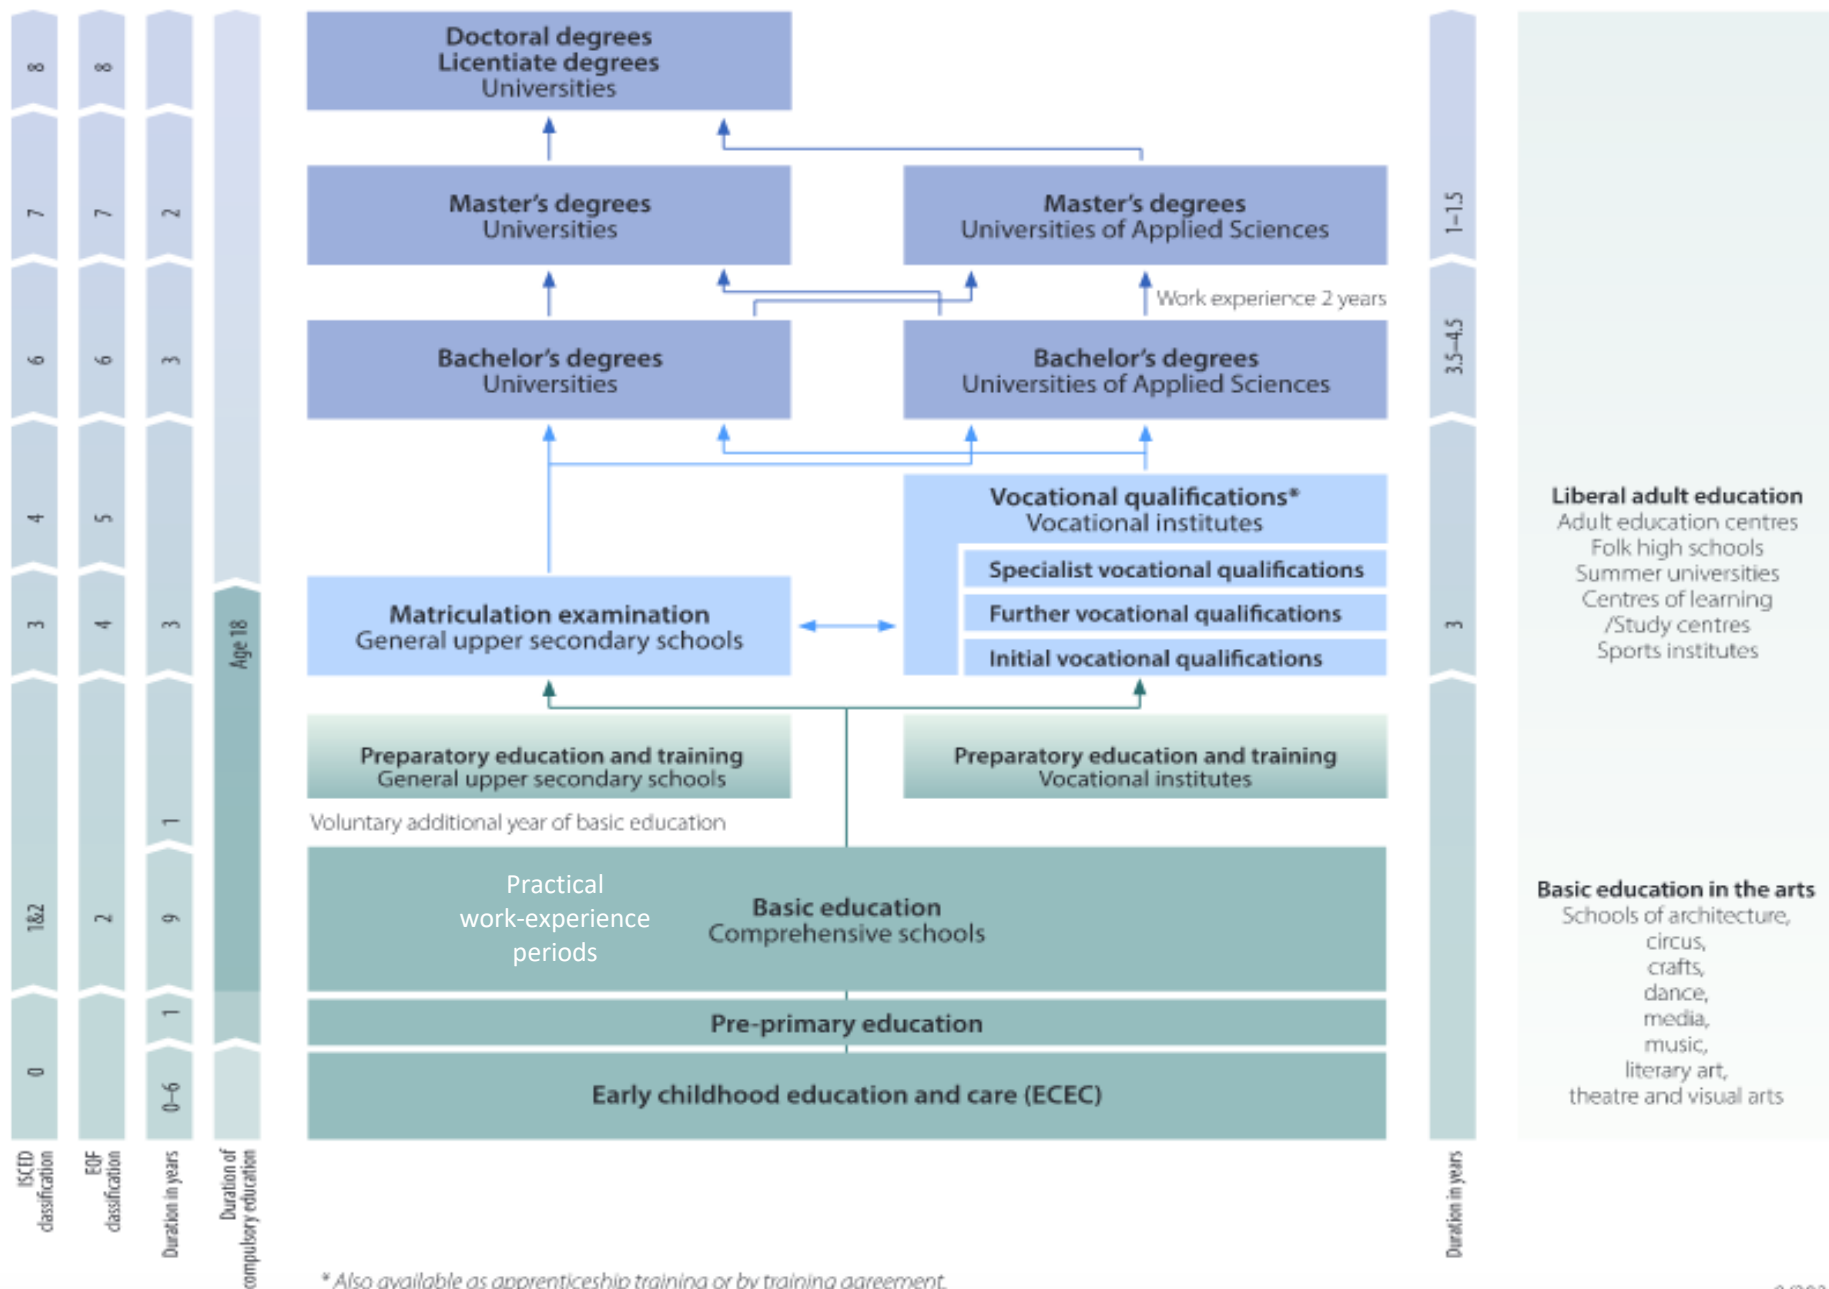 Doctoral degrees
Licentiate degrees
Universities
Master's degrees
Universities
Master's degrees
Universities of Applied Sciences
Work experience 2 years
Bachelor's degrees
Universities
Bachelor's degrees
Universities of Applied Sciences
Vocational qualifications*
Vocational institutes
Specialist vocational qualifications
Further vocational qualifications
Initial vocational qualifications
Matriculation examination
General upper secondary schools
Preparatory education and training
General upper secondary schools
Preparatory education and training
Vocational institutes
Voluntary additional year of basic education
Practical
work-experience
periods
Basic education
Comprehensive schools
Pre-primary education
Early childhood education and care (ECEC)
8
7
6
4
3
1&2
0
ISCED
classification
8
7
6
5
4
2
EQF
classification
2
3
3
1
9
1
0–6
Duration in years
Age 18
Duration of
compulsory education
1–1.5
3.5–4.5
3
Duration in years
Liberal adult education
Adult education centres
Folk high schools
Summer universities
Centres of learning
/Study centres
Sports institutes
Basic education in the arts
Schools of architecture,
circus,
crafts,
dance,
media,
music,
literary art,
theatre and visual arts
* Also available as apprenticeship training or by training agreement.